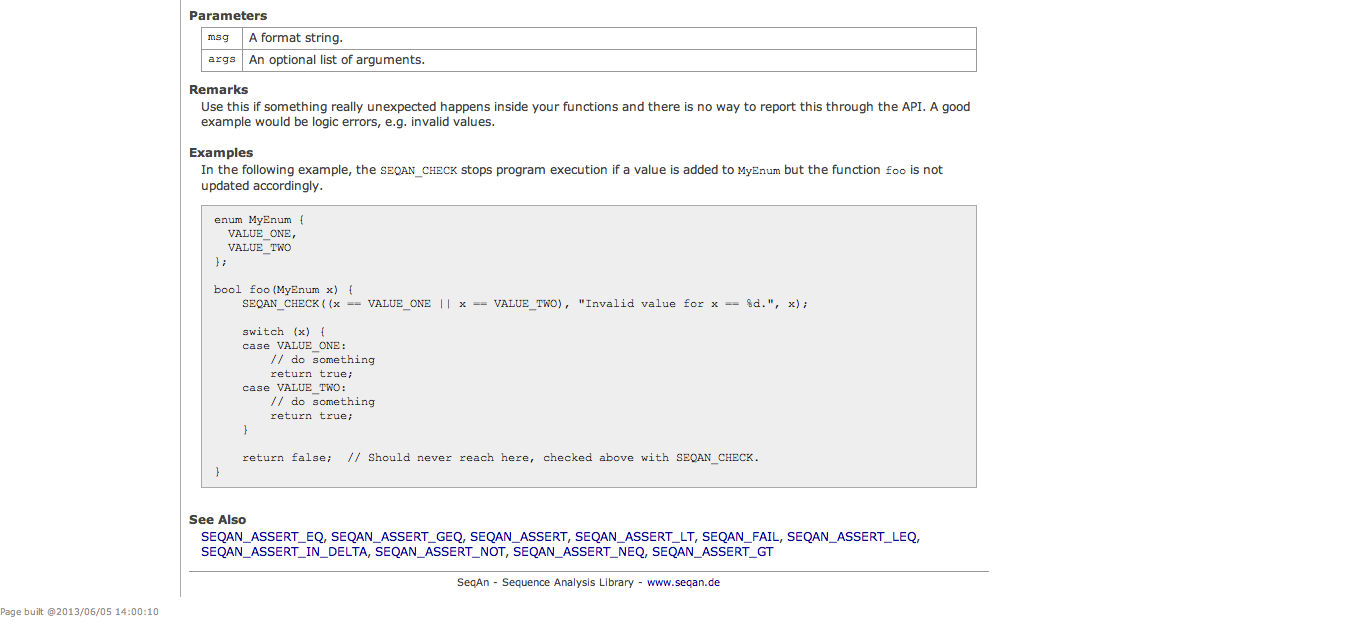 Parameters
msg A format string.
args An optional list of arguments.
Remarks
Use this if something really unexpected happens inside your functions and there is no way to report this through the API. A good
example would be logic errors, e.g. invalid values.
Examples
In the following example, the SEQAN_CHECK stops program execution if a value is added to MyEnum but the function foo is not
updated accordingly.
enum MyEnum {
  VALUE_ONE,
  VALUE_TWO
};
bool foo(MyEnum x) {
    SEQAN_CHECK((x == VALUE_ONE || x == VALUE_TWO), "Invalid value for x == %d.", x);
    switch (x) {
    case VALUE_ONE:
        // do something
        return true;
    case VALUE_TWO:
        // do something
        return true;
    }
    return false;  // Should never reach here, checked above with SEQAN_CHECK.
}
See Also
SEQAN_ASSERT_EQ, SEQAN_ASSERT_GEQ, SEQAN_ASSERT, SEQAN_ASSERT_LT, SEQAN_FAIL, SEQAN_ASSERT_LEQ,
SEQAN_ASSERT_IN_DELTA, SEQAN_ASSERT_NOT, SEQAN_ASSERT_NEQ, SEQAN_ASSERT_GT
SeqAn - Sequence Analysis Library - www.seqan.de
Page built @2013/06/05 14:00:10